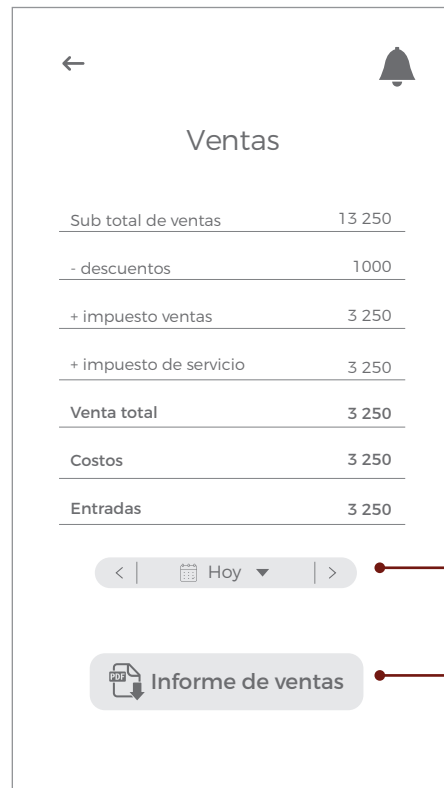 Ventas
Sub total de ventas 13 250
- descuentos 1000
+ impuesto ventas 3 250
+ impuesto de servicio 3 250
Venta total 3 250
Costos 3 250
Entradas 3 250
< | Hoy | >
PDF Informe de ventas